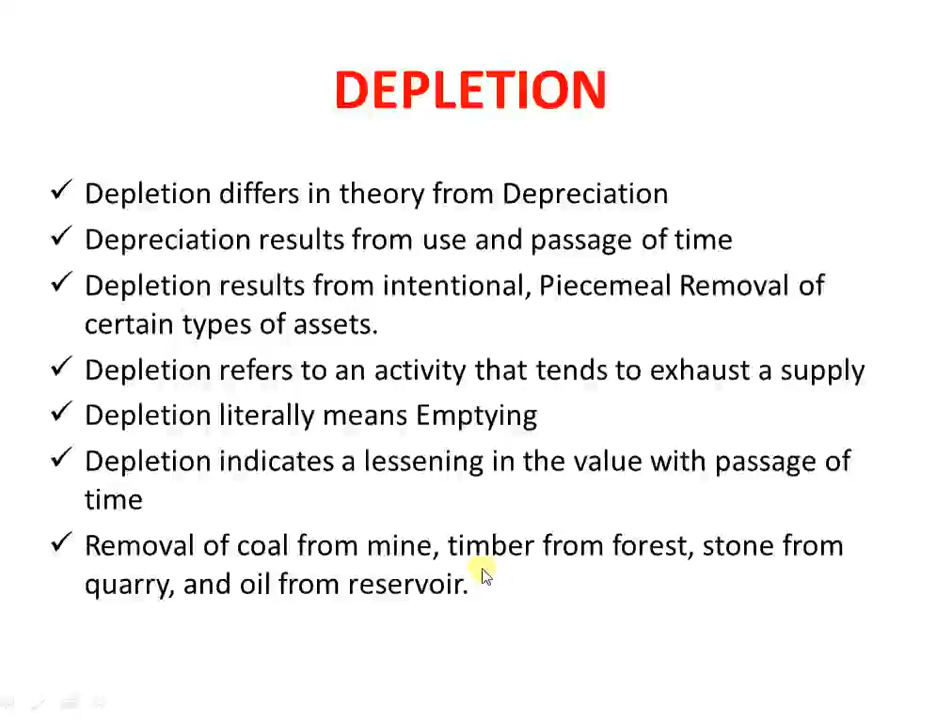 DEPLETION
✓ Depletion differs in theory from Depreciation
✓ Depreciation results from use and passage of time
✓ Depletion results from intentional, Piecemeal Removal of
certain types of assets.
✓ Depletion refers to an activity that tends to exhaust a supply
✓ Depletion literally means Emptying
✓ Depletion indicates a lessening in the value with passage of
time
✓ Removal of coal from mine, timber from forest, stone from
quarry, and oil from reservoir.